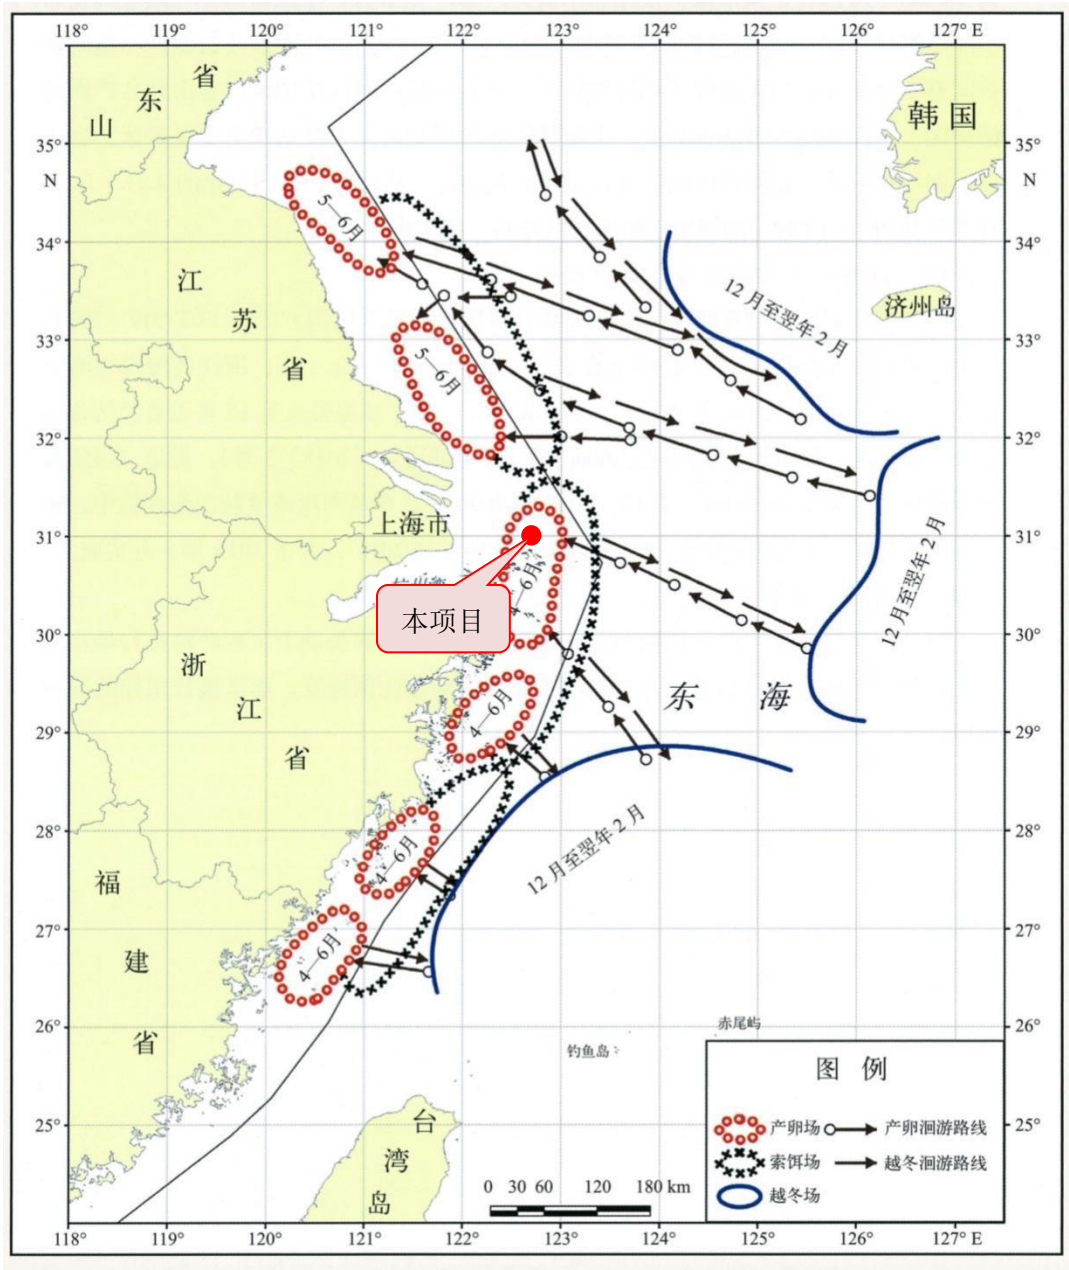 118° 119° 120° 121° 122° 123° 124° 125° 126° 127° E
山东省
韩国
35° 35°
N N
5—6月
34° 34°
江苏省
12月至翌年2月
济州岛
33° 33°
5—6月
32° 32°
上海市
31° 31°
12月至翌年2月
杭州湾
4—6月
本项目
30° 30°
浙江省
东海
4—6月
29° 29°
28° 28°
4—6月
12月至翌年2月
福建省
27° 27°
4—6月
26° 26°
赤尾屿
钓鱼岛
图例
产卵场 产卵洄游路线
索饵场 越冬洄游路线
越冬场
25° 25°
台湾岛
0 30 60 120 180 km
118° 119° 120° 121° 122° 123° 124° 125° 126° 127° E